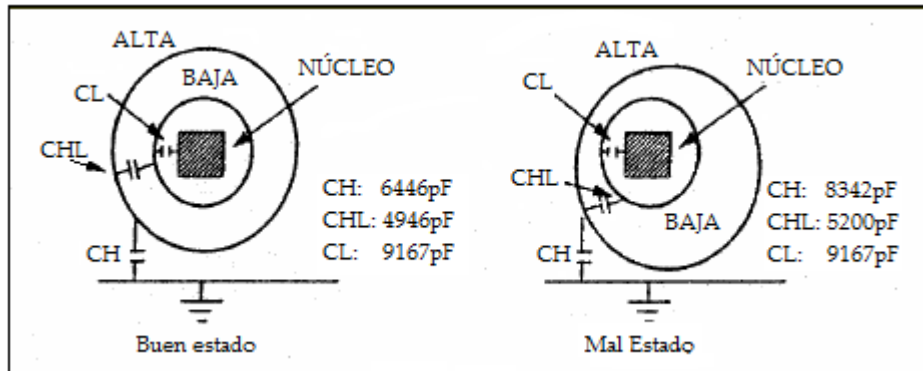 ALTA
BAJA
NÚCLEO
CL
CHL
CH: 6446pF
CHL: 4946pF
CL: 9167pF
CH
Buen estado
ALTA
NÚCLEO
CL
CHL
BAJA
CH: 8342pF
CHL: 5200pF
CL: 9167pF
CH
Mal Estado